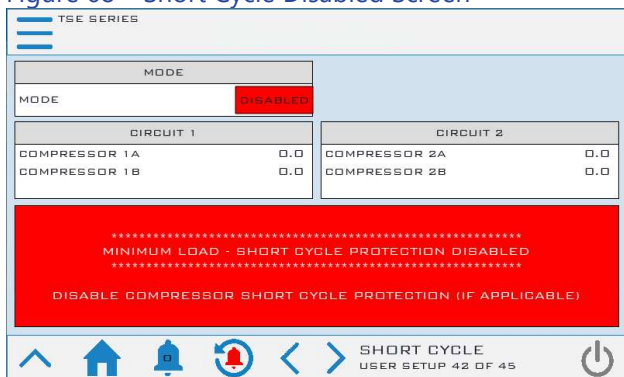 Figure 68 - Short Cycle Disabled Screen
TSE SERIES
MODE
MODE DISABLED
CIRCUIT 1
COMPRESSOR 1A 0.0
COMPRESSOR 1B 0.0
CIRCUIT 2
COMPRESSOR 2A 0.0
COMPRESSOR 2B 0.0
***********************************************************
MINIMUM LOAD - SHORT CYCLE PROTECTION DISABLED
***********************************************************
DISABLE COMPRESSOR SHORT CYCLE PROTECTION (IF APPLICABLE)
0
SHORT CYCLE
USER SETUP 42 OF 45